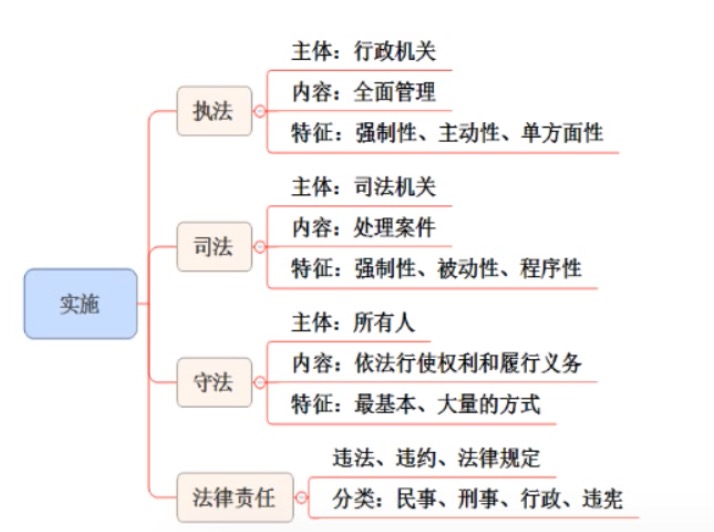 实施
执法
主体：行政机关
内容：全面管理
特征：强制性、主动性、单方面性
司法
主体：司法机关
内容：处理案件
特征：强制性、被动性、程序性
守法
主体：所有人
内容：依法行使权利和履行义务
特征：最基本、大量的方式
法律责任
违法、违约、法律规定
分类：民事、刑事、行政、违宪